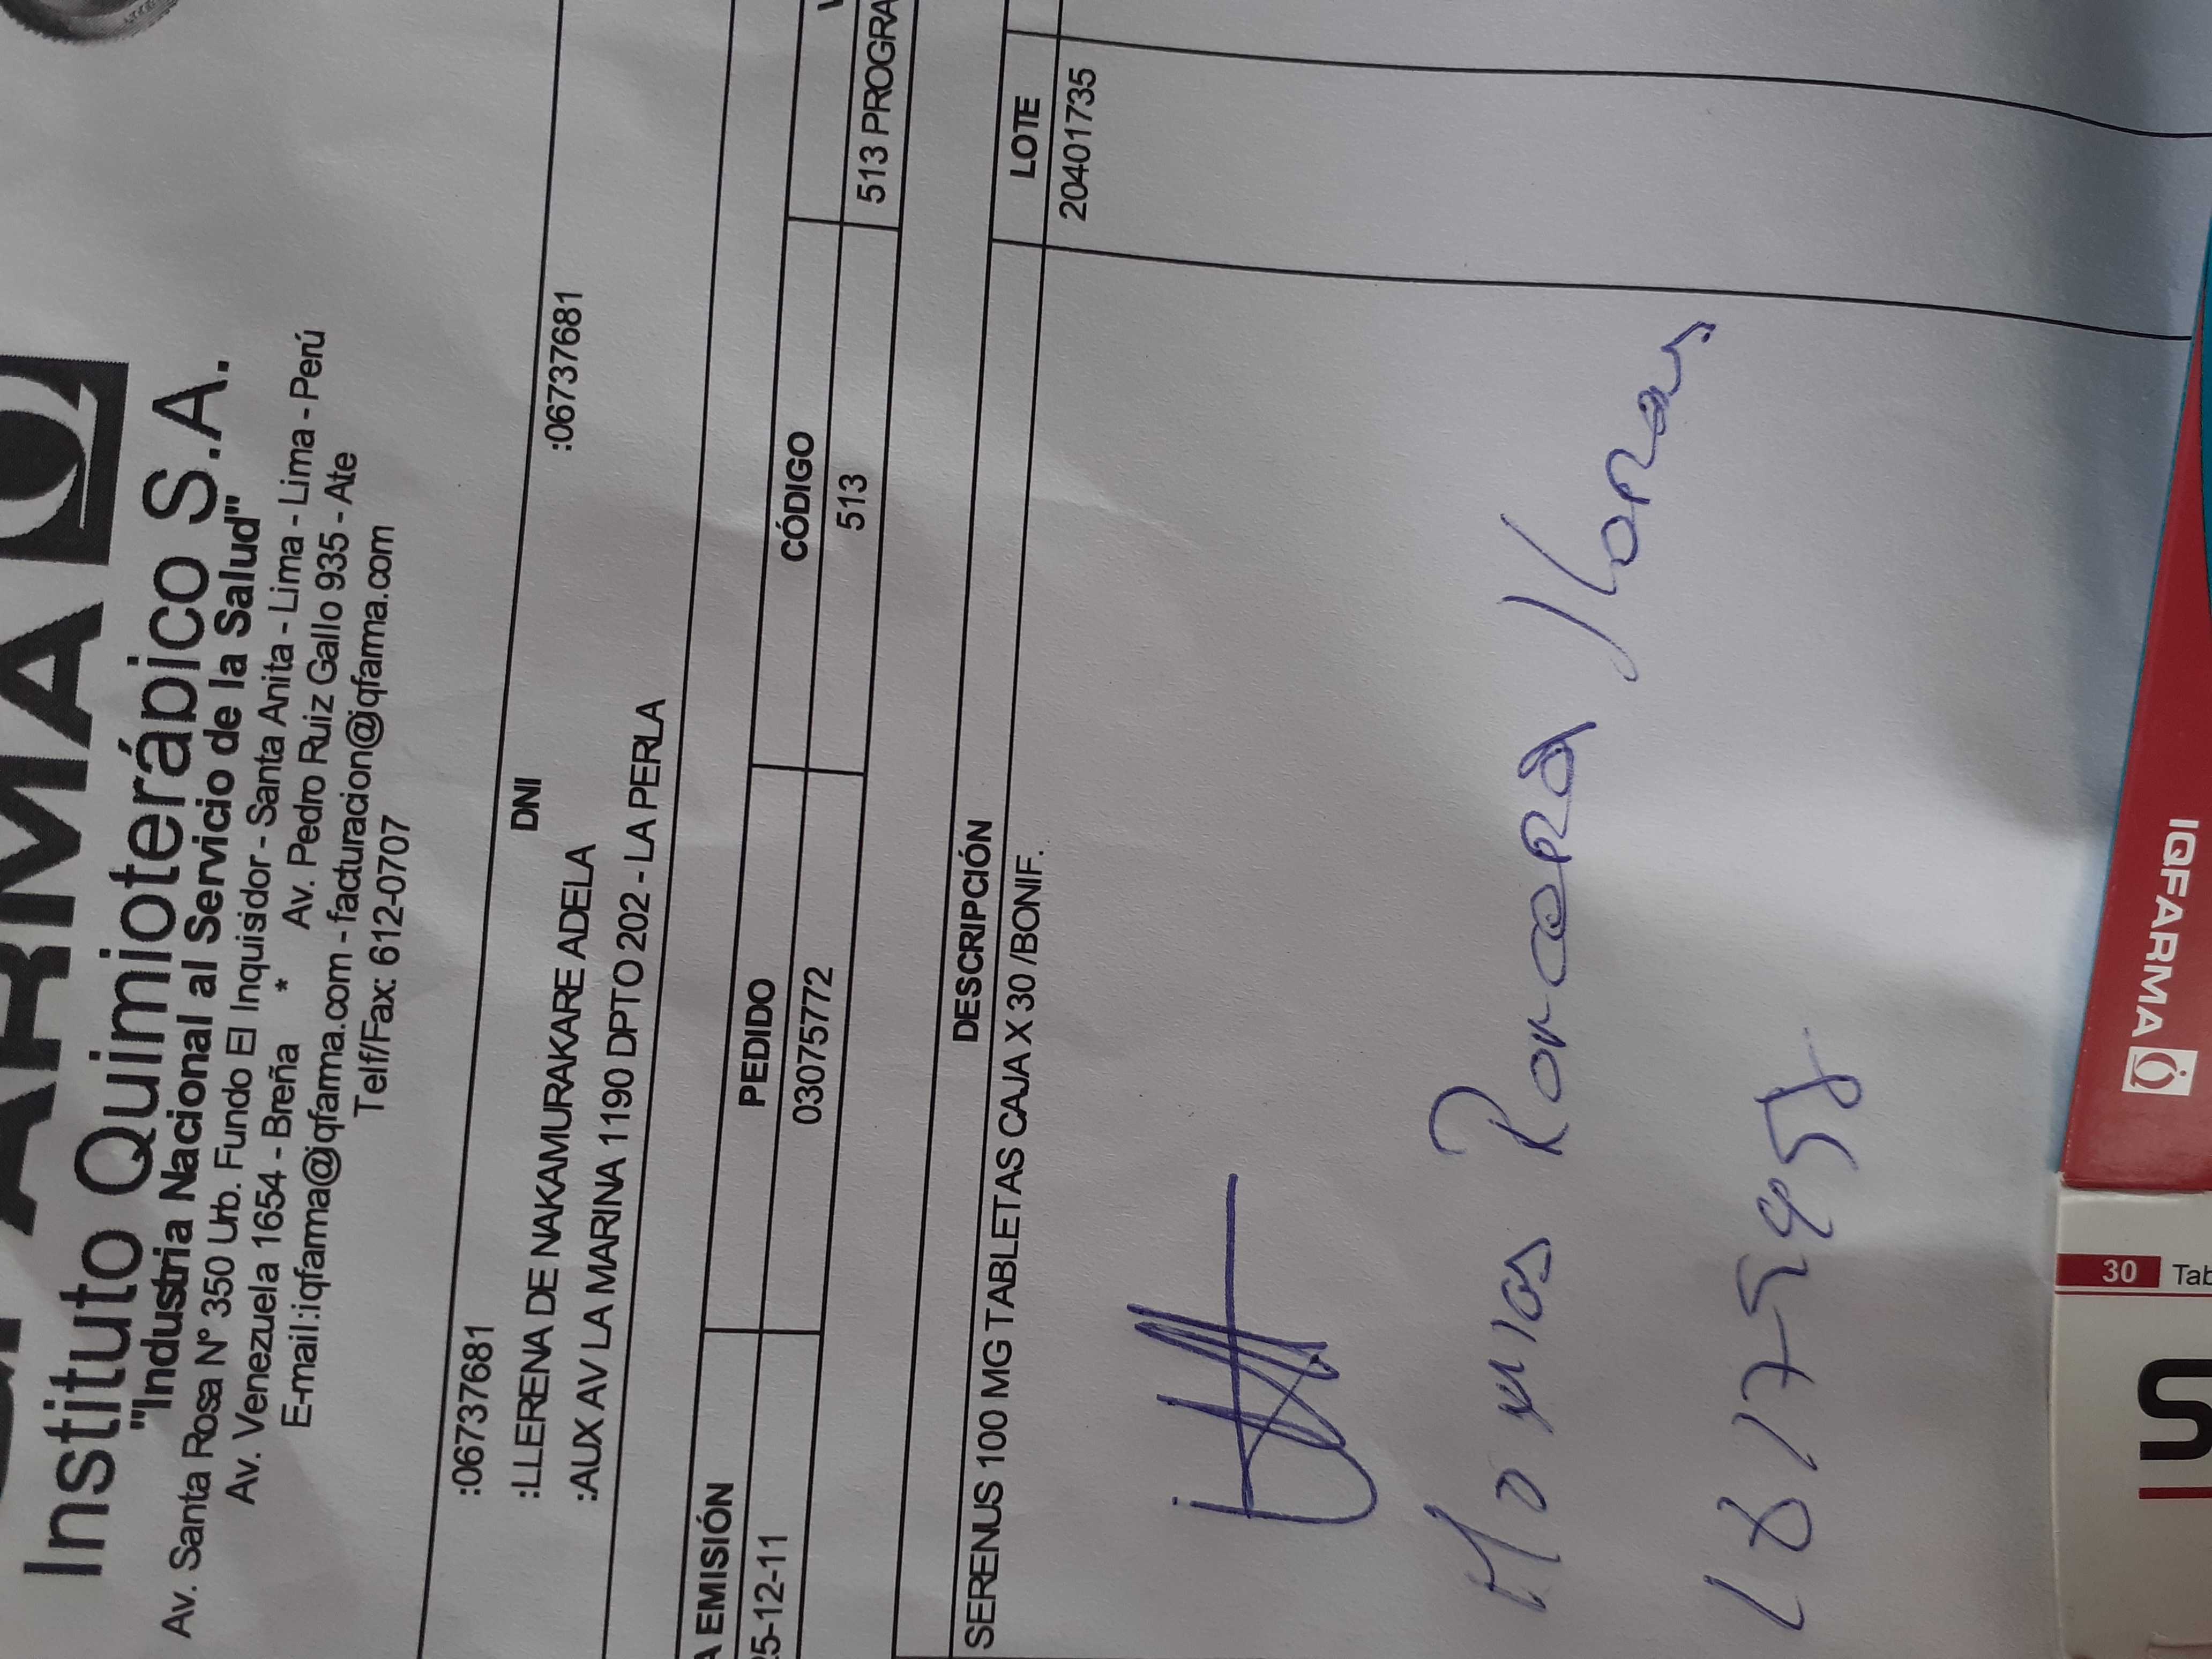 ARMA
Instituto Quimioterápico S.A.
"Industria Nacional al Servicio de la Salud"
Av. Santa Rosa N° 350 Urb. Fundo El Inquisidor - Santa Anita - Lima - Lima - Perú
Av. Venezuela 1654 - Breña * Av. Pedro Ruiz Gallo 935 - Ate
E-mail:iqfarma@iqfarma.com - facturacion@iqfarma.com
Telf/Fax: 612-0707
:06737681 DNI :06737681
:LLERENA DE NAKAMURAKARE ADELA
:AUX AV LA MARINA 1190 DPTO 202 - LA PERLA
A EMISIÓN PEDIDO CÓDIGO
25-12-11 03075772 513 513 PROGRA
DESCRIPCIÓN LOTE
SERENUS 100 MG TABLETAS CAJA X 30 /BONIF. 20401735
IQFARMA
30 Tab